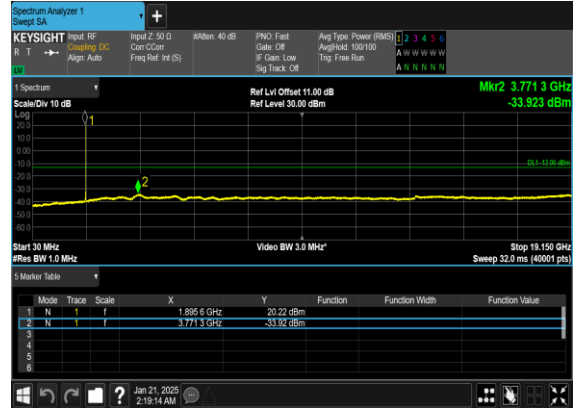 Spectrum Analyzer 1
Swept SA
KEYSIGHT Input: RF Input Z: 50 Ω #Atten: 40 dB PNO: Fast Avg Type: Power (RMS) 1 2 3 4 5 6
R T Coupling: DC Corr CCorr Gate: Off Avg|Hold: 100/100 A W W W W W
Align: Auto Freq Ref: Int (S) IF Gain: Low Trig: Free Run
Sig Track: Off A N N N N N
LM
1 Spectrum Ref Lvl Offset 11.00 dB Mkr2 3.771 3 GHz
Scale/Div 10 dB Ref Level 30.00 dBm -33.923 dBm
Log
20.0 1
10.0
0.00
-10.0 DL1 -13.00 dBm
-20.0
-30.0 2
-40.0
-50.0
-60.0
Start 30 MHz Video BW 3.0 MHz* Stop 19.150 GHz
#Res BW 1.0 MHz Sweep 32.0 ms (40001 pts)
5 Marker Table
Mode Trace Scale X Y Function Function Width Function Value
1 N 1 f 1.895 6 GHz 20.22 dBm
2 N 1 f 3.771 3 GHz -33.92 dBm
3
4
5
6
? Jan 21, 2025
2:19:14 AM